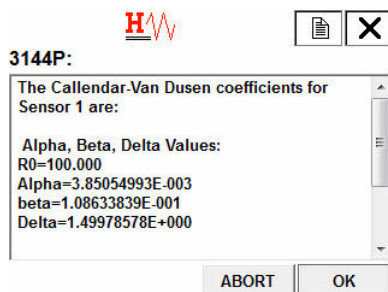 H
3144P:
The Callendar-Van Dusen coefficients for
Sensor 1 are:
Alpha, Beta, Delta Values:
R0=100.000
Alpha=3.85054993E-003
beta=1.08633839E-001
Delta=1.49978578E+000
ABORT
OK